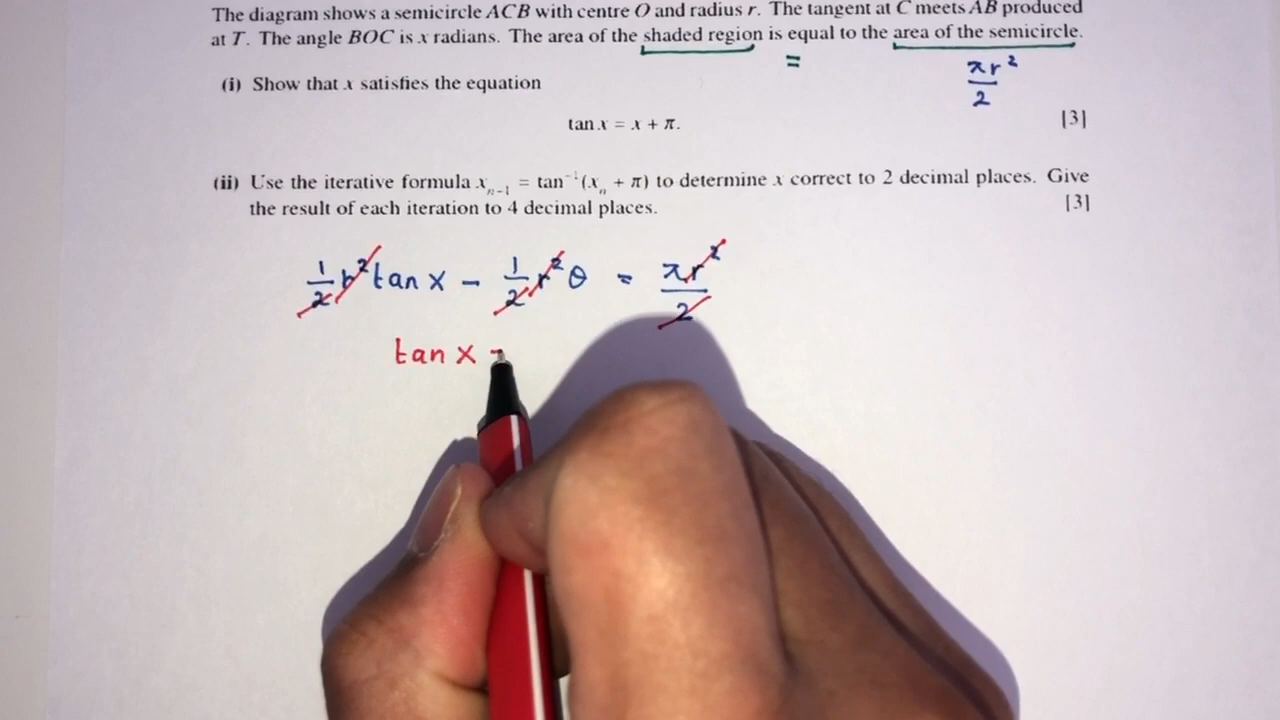 The diagram shows a semicircle ACB with centre O and radius r. The tangent at C meets AB produced
at T. The angle BOC is x radians. The area of the shaded region is equal to the area of the semicircle.
=
πr²/2
(i) Show that x satisfies the equation
tan x = x + π. [3]
(ii) Use the iterative formula xₙ₋₁ = tan⁻¹(xₙ + π) to determine x correct to 2 decimal places. Give
the result of each iteration to 4 decimal places. [3]
1/2 r² tan x - 1/2 r² θ = πr²/2
tan x -